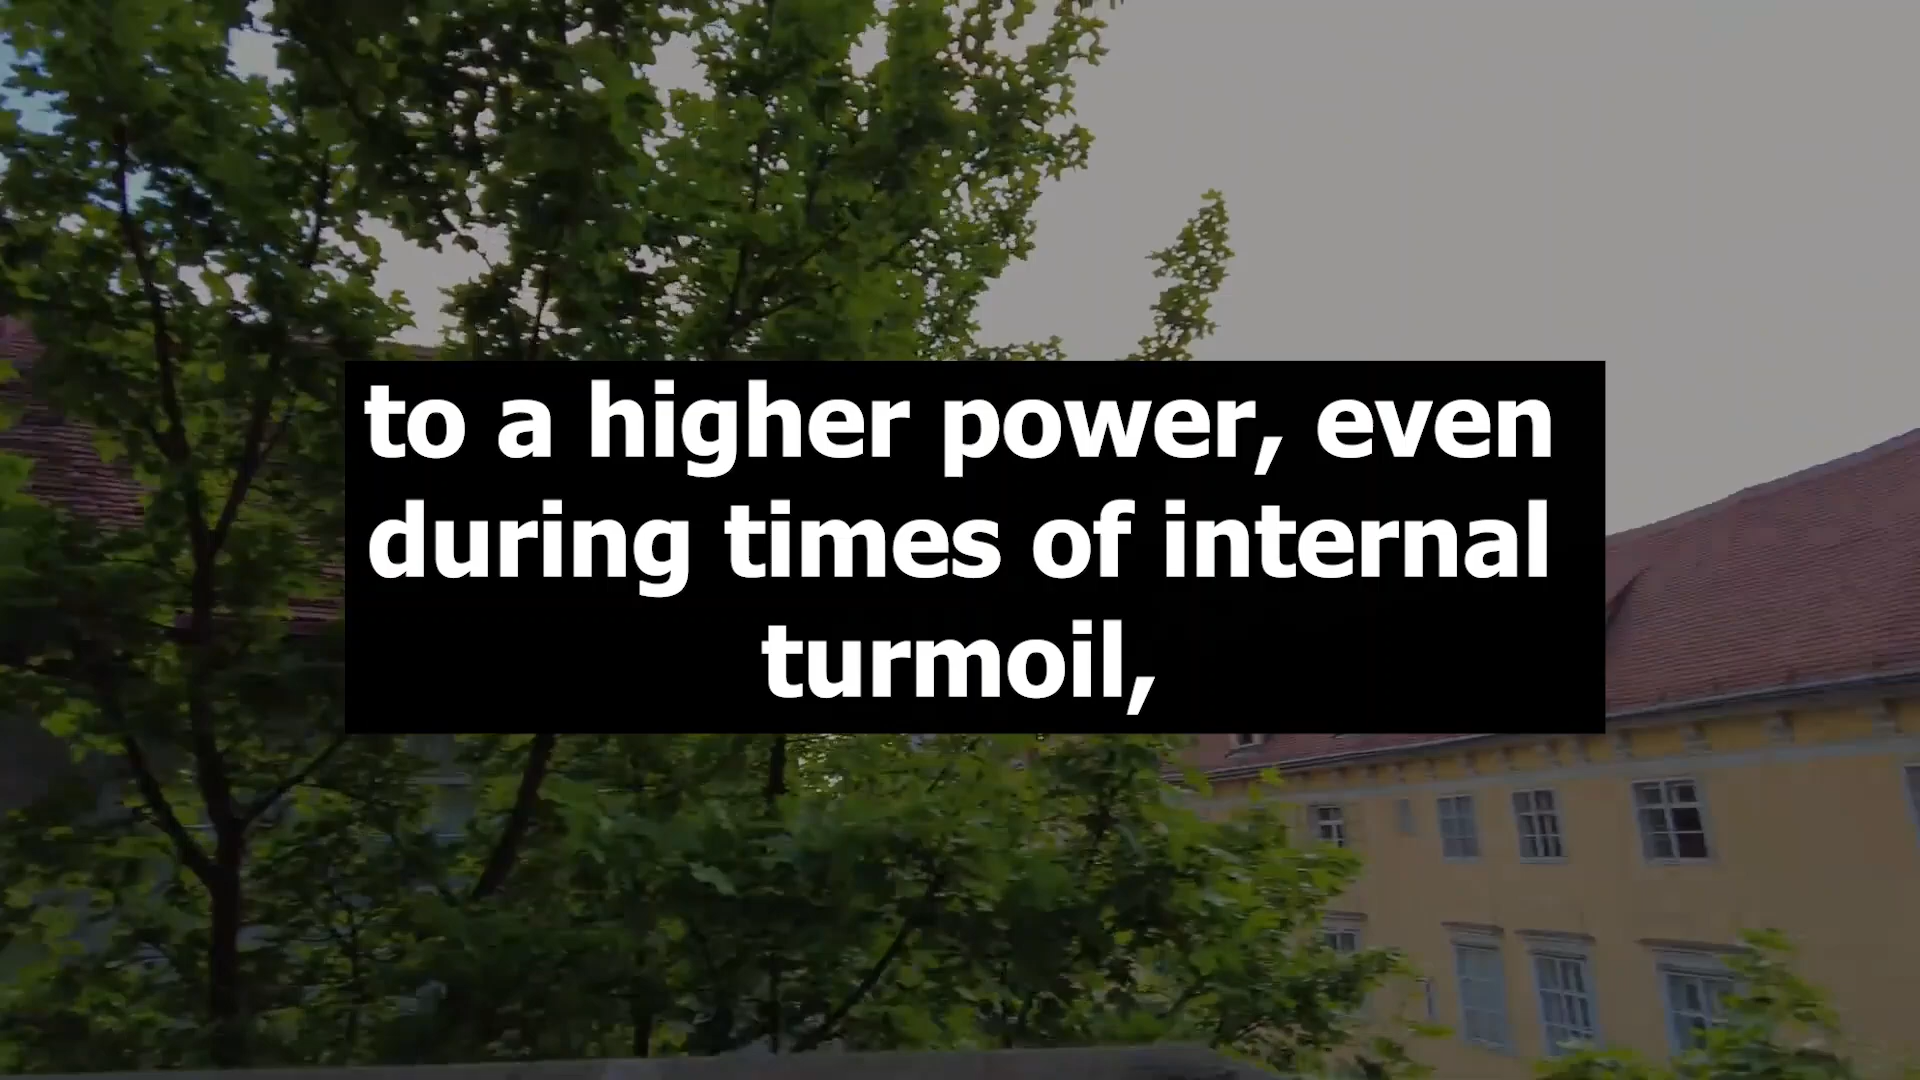 to a higher power, even
during times of internal
turmoil,